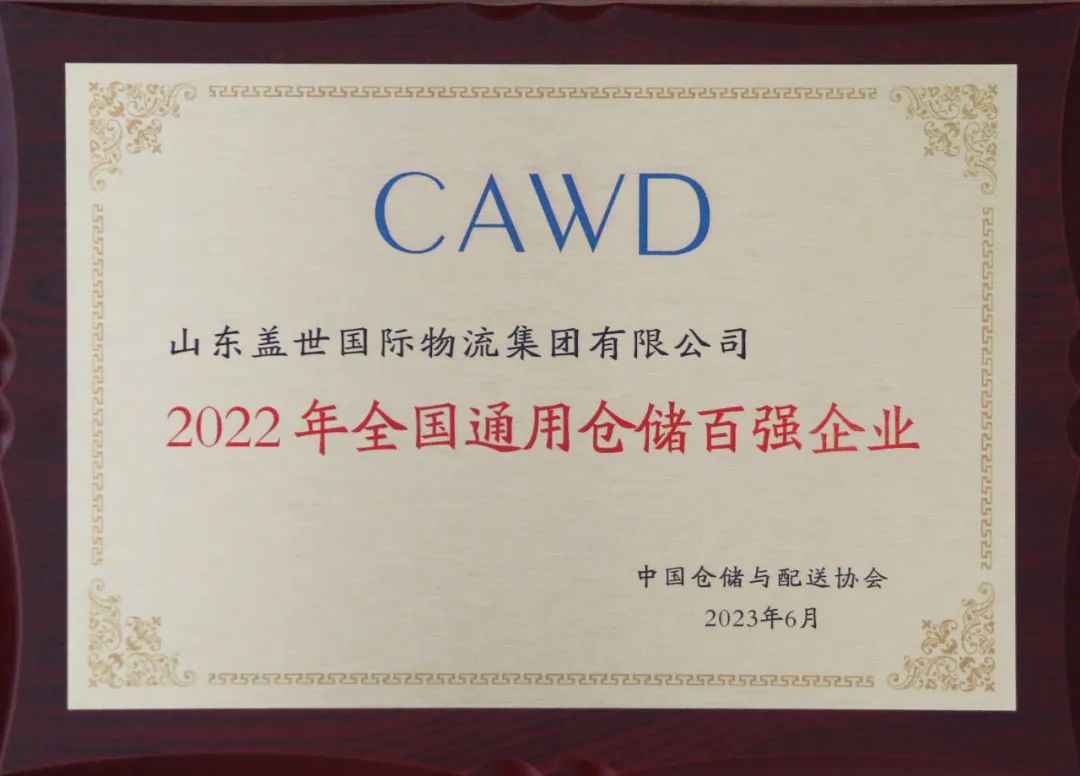 CAWD
山东盖世国际物流集团有限公司
2022年全国通用仓储百强企业
中国仓储与配送协会
2023年6月